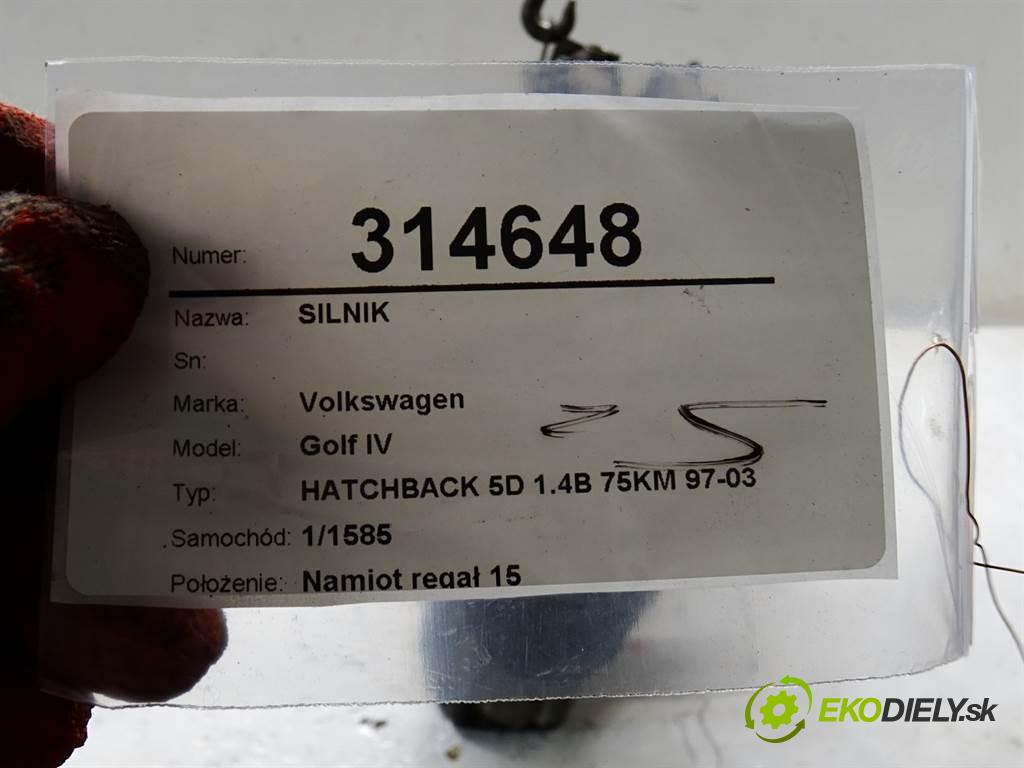 Numer: 314648
Nazwa: SILNIK
Sn:
Marka: Volkswagen
Model: Golf IV
Typ: HATCHBACK 5D 1.4B 75KM 97-03
Samochód: 1/1585
Położenie: Namiot regał 15
EKODIELY.sk